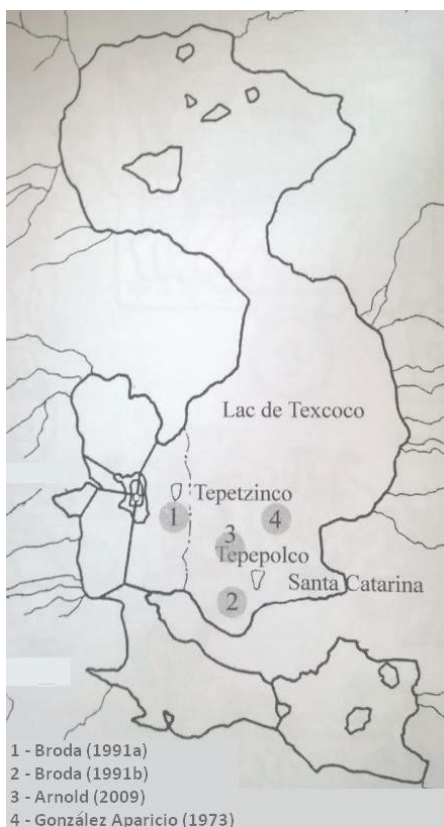 Lac de Texcoco
Tepetzinco
1
4
3
Tepepolco
Santa Catarina
2
1 - Broda (1991a)
2 - Broda (1991b)
3 - Arnold (2009)
4 - González Aparicio (1973)